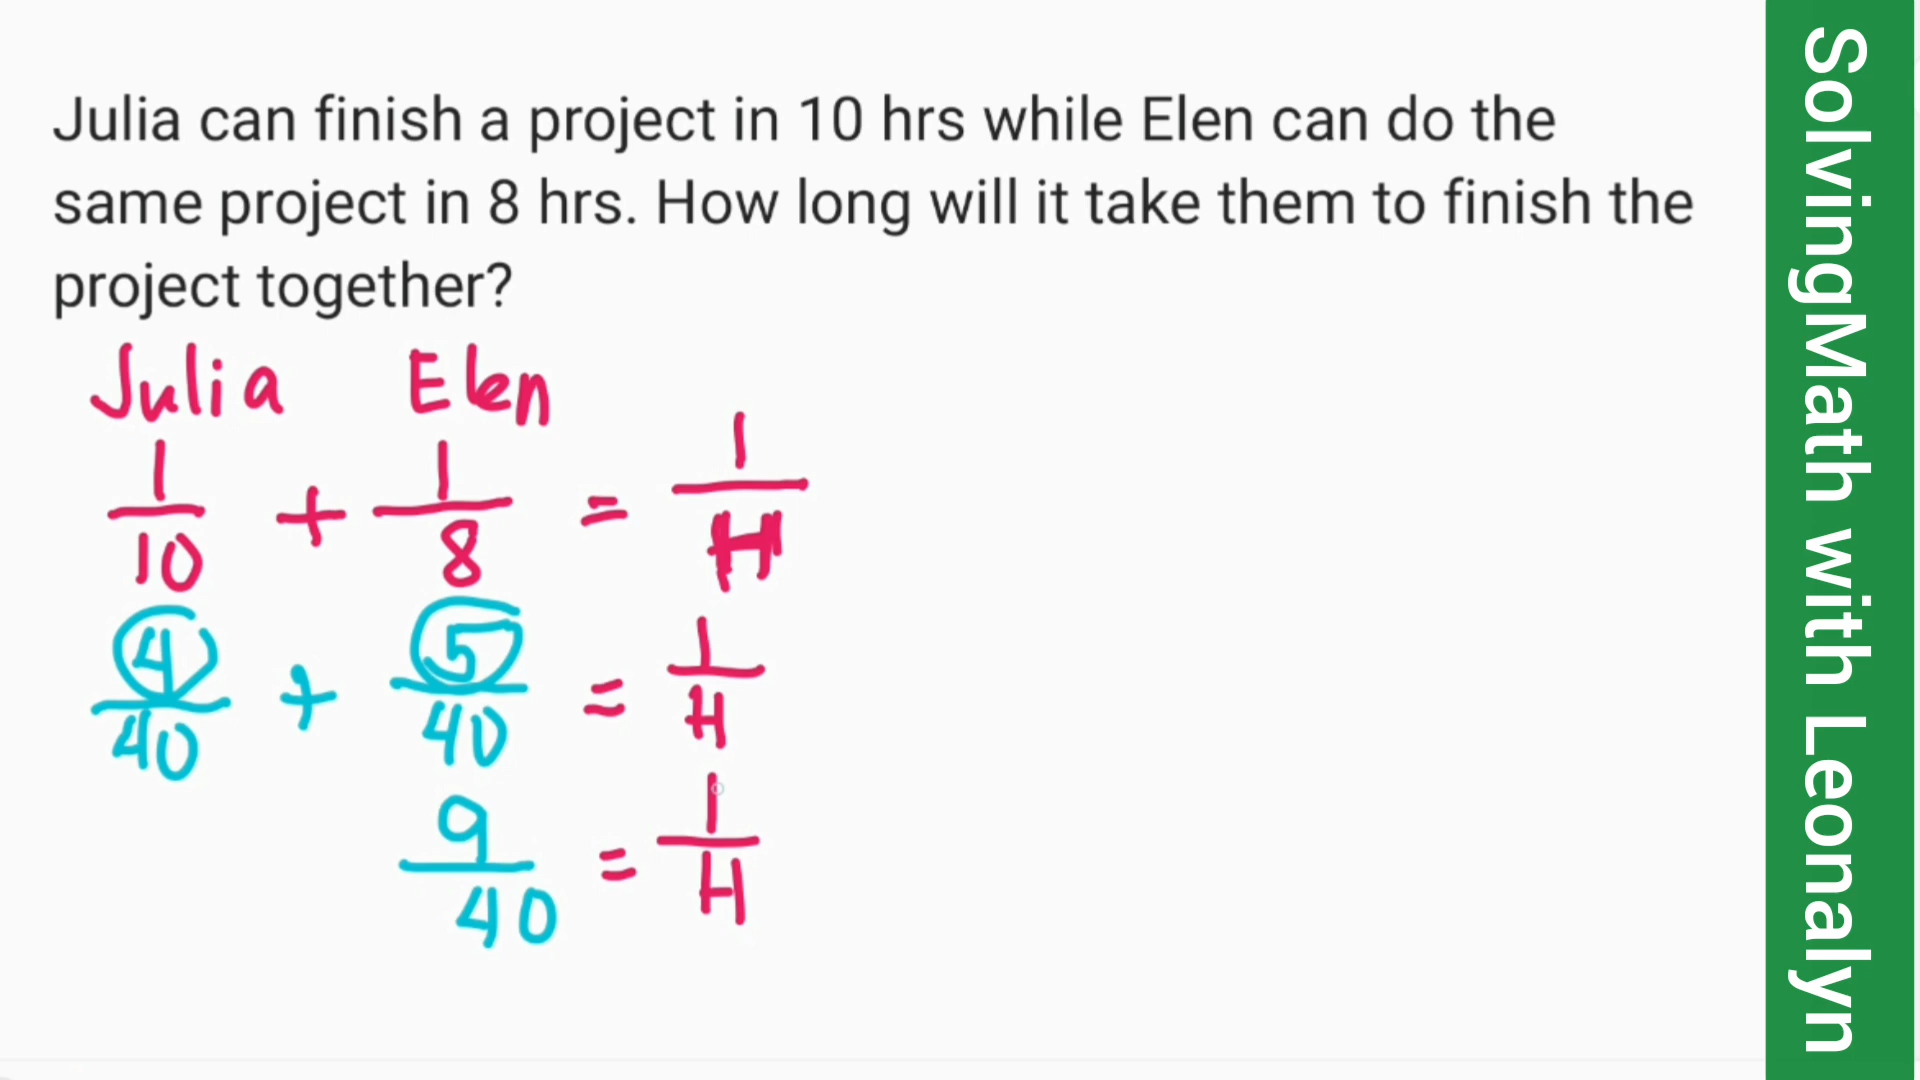 Julia can finish a project in 10 hrs while Elen can do the
same project in 8 hrs. How long will it take them to finish the
project together?
Julia Elen
1/10 + 1/8 = 1/H
4/40 + 5/40 = 1/H
9/40 = 1/H
SolvingMath with Leonalyn